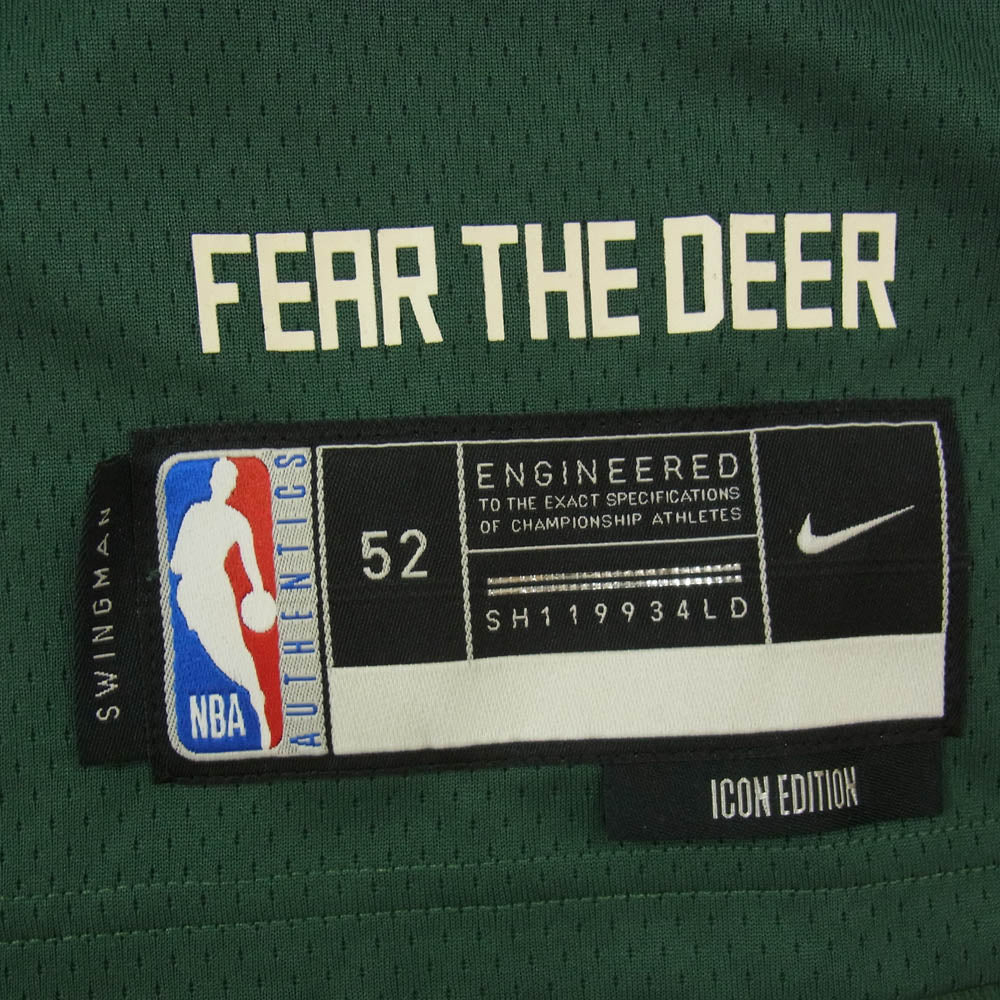 FEAR THE DEER
SWINGMAN
NBA
AUTHENTICS
52
ENGINEERED
TO THE EXACT SPECIFICATIONS
OF CHAMPIONSHIP ATHLETES
SH119934LD
ICON EDITION